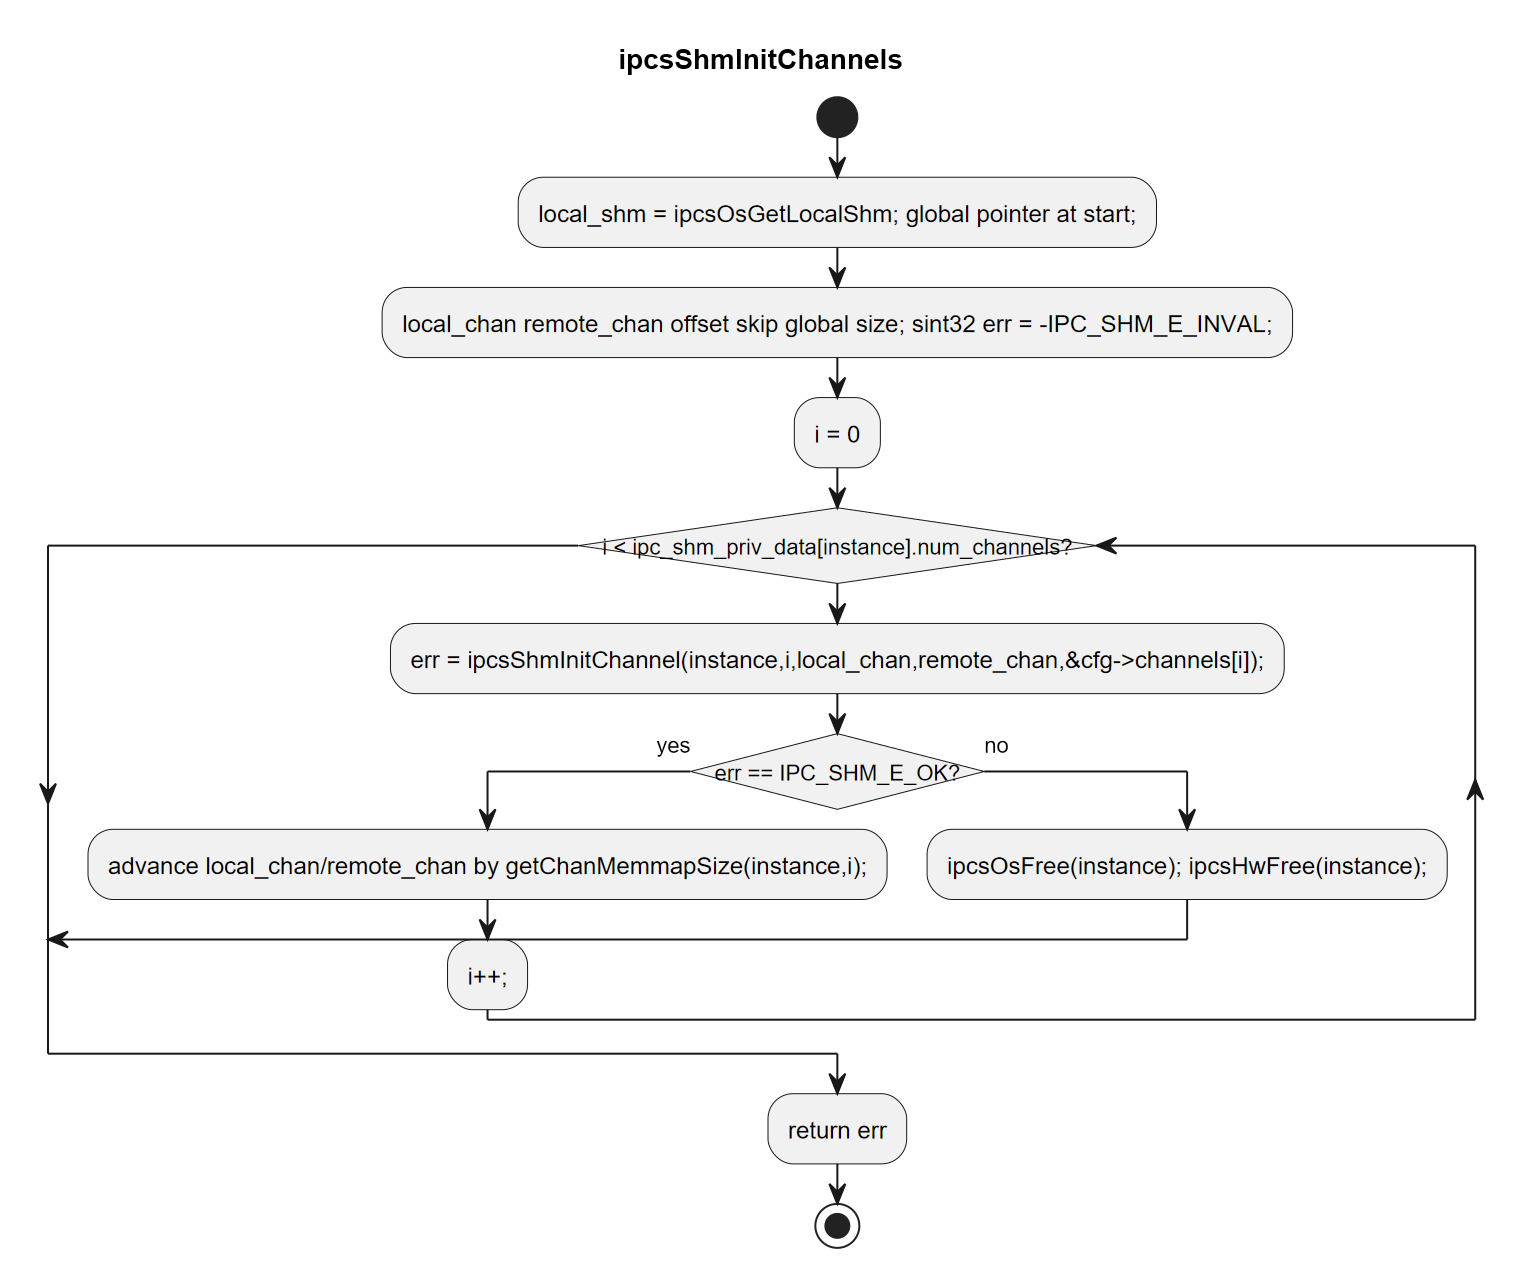 ipcsShmInitChannels
local_shm = ipcsOsGetLocalShm; global pointer at start;
local_chan remote_chan offset skip global size; sint32 err = -IPC_SHM_E_INVAL;
i = 0
i < ipc_shm_priv_data[instance].num_channels?
err = ipcsShmInitChannel(instance,i,local_chan,remote_chan,&cfg->channels[i]);
yes
no
err == IPC_SHM_E_OK?
advance local_chan/remote_chan by getChanMemmapSize(instance,i);
ipcsOsFree(instance); ipcsHwFree(instance);
i++;
return err